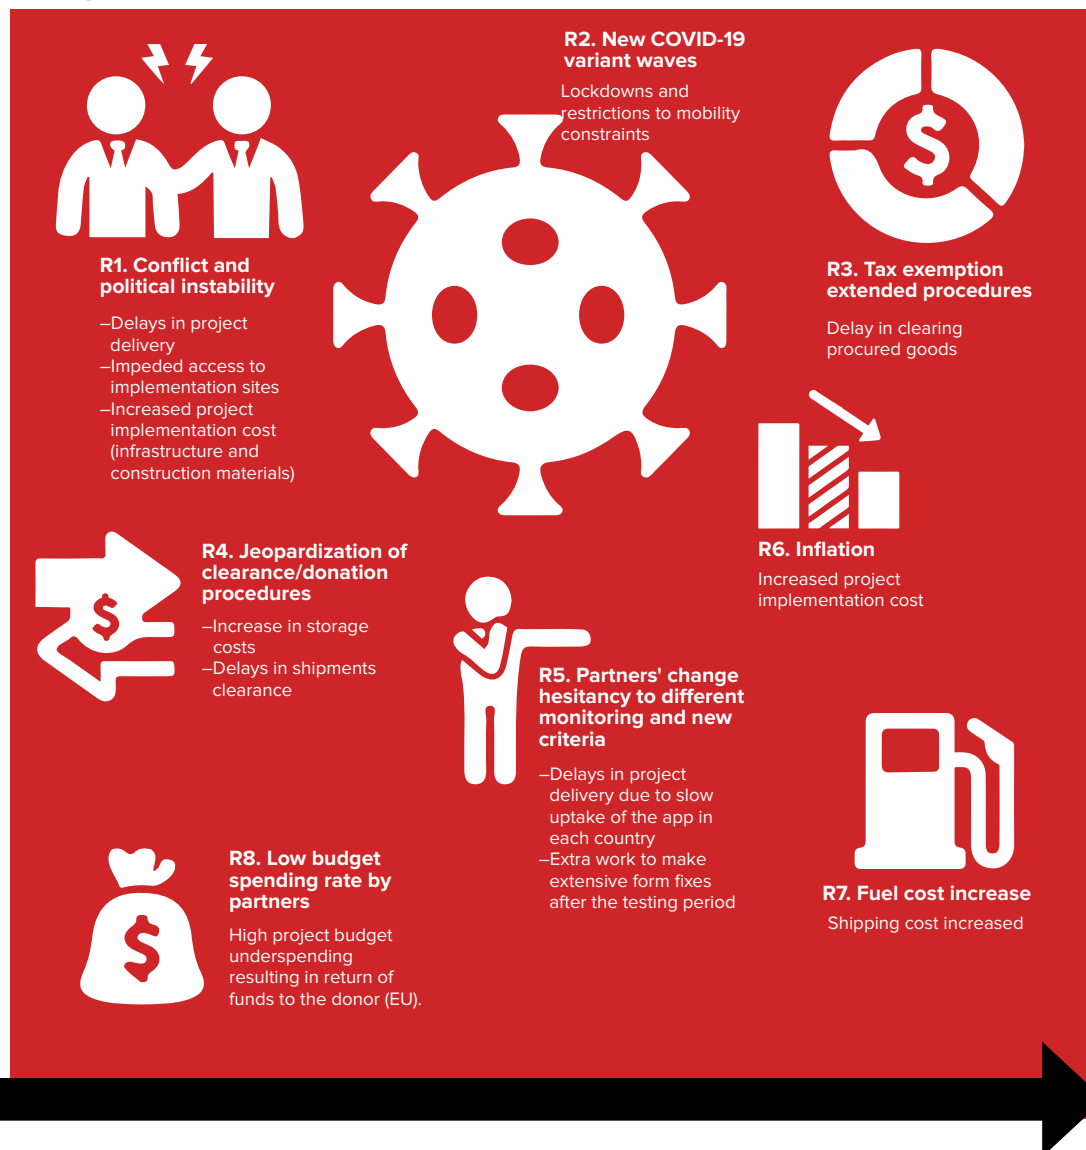 R1. Conflict and
political instability
–Delays in project
delivery
–Impeded access to
implementation sites
–Increased project
implementation cost
(infrastructure and
construction materials)
R2. New COVID-19
variant waves
Lockdowns and
restrictions to mobility
constraints
R3. Tax exemption
extended procedures
Delay in clearing
procured goods
R4. Jeopardization of
clearance/donation
procedures
–Increase in storage
costs
–Delays in shipments
clearance
R5. Partners' change
hesitancy to different
monitoring and new
criteria
–Delays in project
delivery due to slow
uptake of the app in
each country
–Extra work to make
extensive form fixes
after the testing period
R6. Inflation
Increased project
implementation cost
R7. Fuel cost increase
Shipping cost increased
R8. Low budget
spending rate by
partners
High project budget
underspending
resulting in return of
funds to the donor (EU).
$
$
$